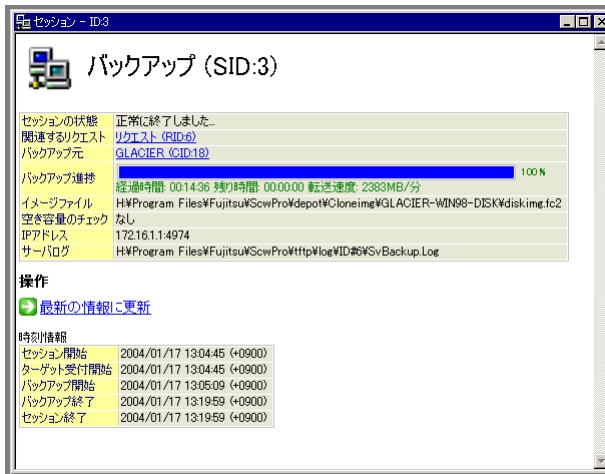 セッション - ID:3
バックアップ (SID:3)
セッションの状態 正常に終了しました...
関連するリクエスト リクエスト (RID:6)
バックアップ元 GLACIER (CID:18)
バックアップ進捗 100%
経過時間: 00:14:36 残り時間: 00:00:00 転送速度: 2383MB/分
イメージファイル H:¥Program Files¥Fujitsu¥ScwPro¥depot¥Cloneimg¥GLACIER-WIN98-DISK¥disk.img.fc2
空き容量のチェック なし
IPアドレス 172.16.1.1:4974
サーバログ H:¥Program Files¥Fujitsu¥ScwPro¥tftp¥log¥ID#6¥SvBackup.Log
操作
最新の情報に更新
時刻情報
セッション開始 2004/01/17 13:04:45 (+0900)
ターゲット受付開始 2004/01/17 13:04:45 (+0900)
バックアップ開始 2004/01/17 13:05:09 (+0900)
バックアップ終了 2004/01/17 13:19:59 (+0900)
セッション終了 2004/01/17 13:19:59 (+0900)